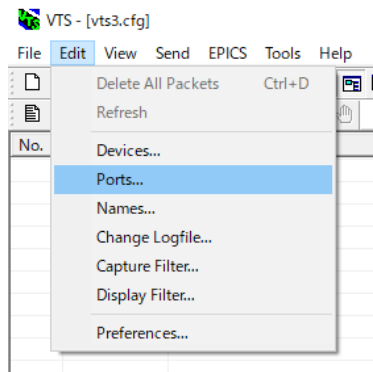 VTS - [vts3.cfg]
File Edit View Send EPICS Tools Help
Delete All Packets Ctrl+D
Refresh
No.
Devices...
Ports...
Names...
Change Logfile...
Capture Filter...
Display Filter...
Preferences...